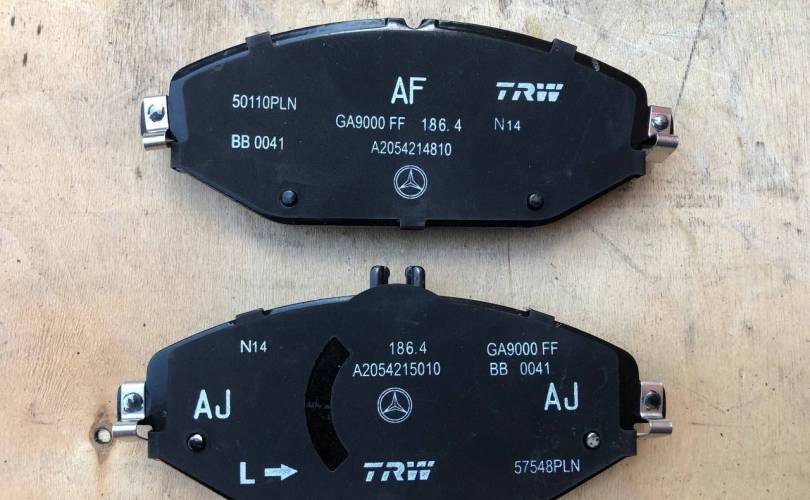 50110PLN AF TRW
GA9000 FF 186.4 N14
BB 0041 A2054214810
N14 186.4 GA9000 FF
A2054215010 BB 0041
AJ AJ
L → TRW 57548PLN